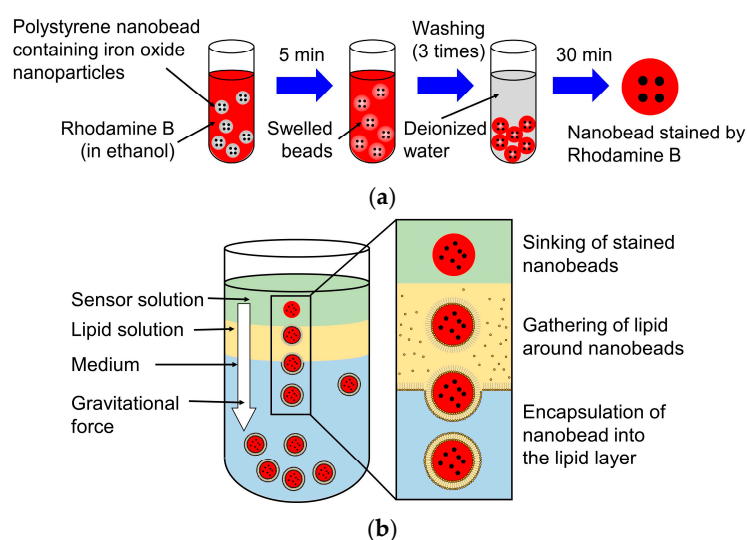 Polystyrene nanobead
containing iron oxide
nanoparticles
Rhodamine B
(in ethanol)
5 min
Swelled
beads
Washing
(3 times)
Deionized
water
30 min
Nanobead stained by
Rhodamine B
(a)
Sensor solution
Lipid solution
Medium
Gravitational
force
Sinking of stained
nanobeads
Gathering of lipid
around nanobeads
Encapsulation of
nanobead into
the lipid layer
(b)